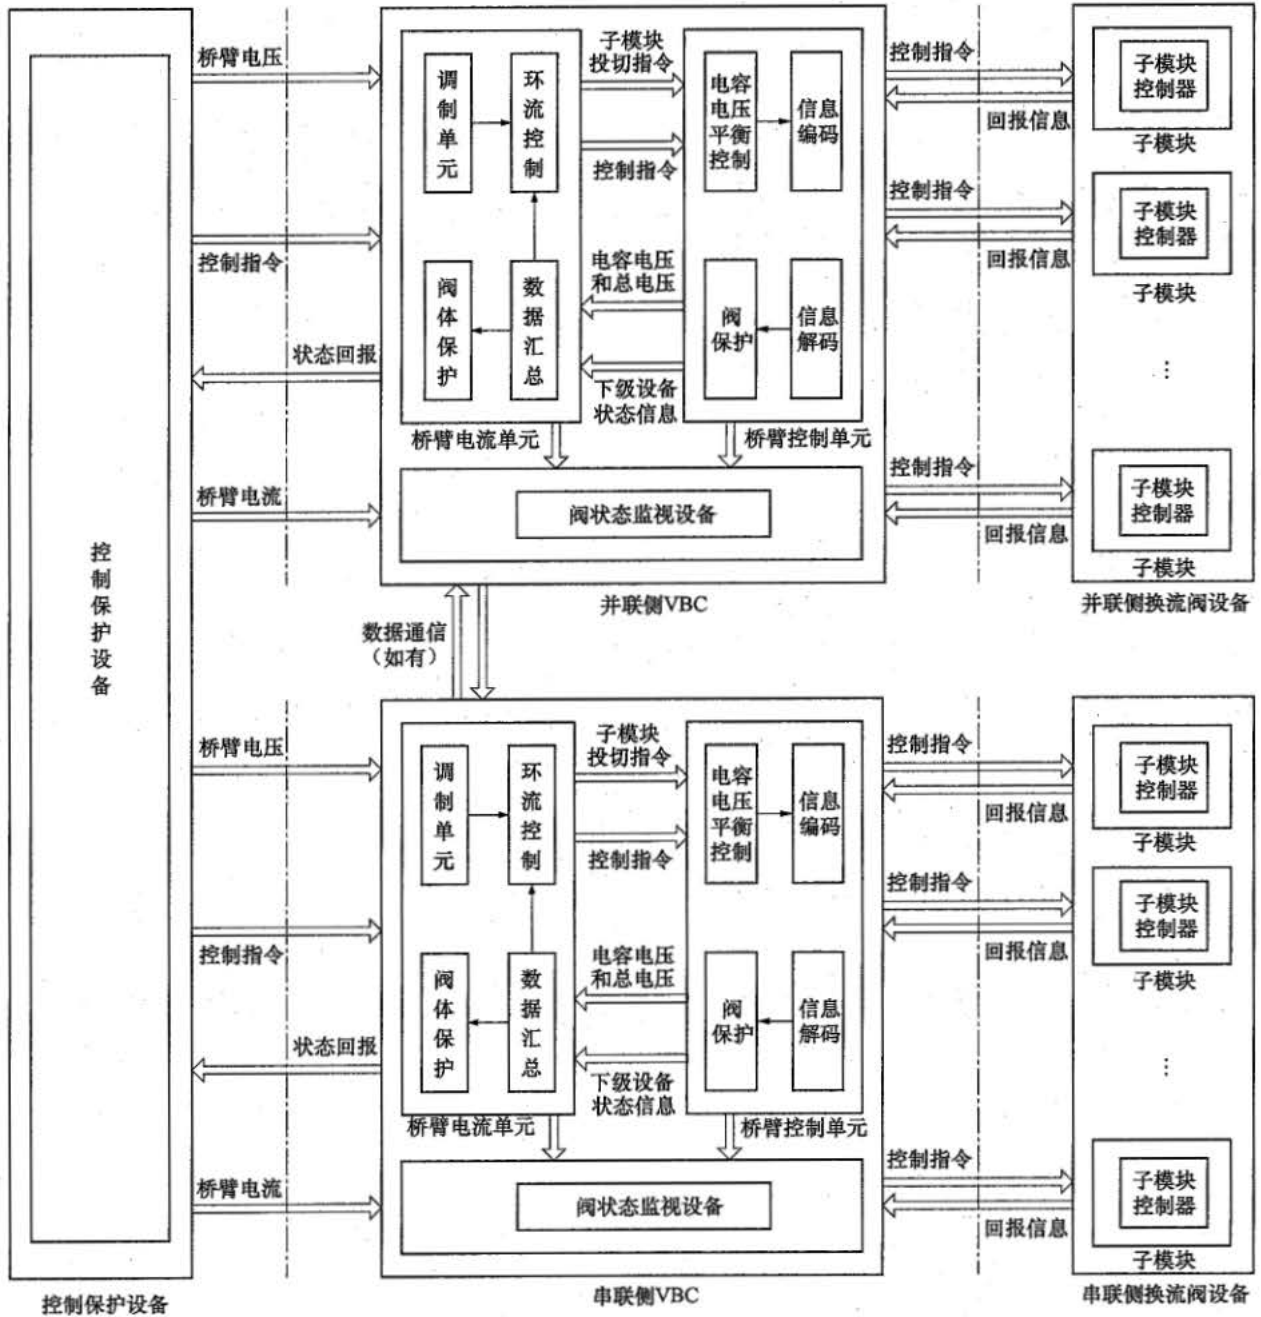 控制保护设备
控制保护设备
桥臂电压
控制指令
状态回报
桥臂电流
调制单元
环流控制
阀体保护
数据汇总
桥臂电流单元
子模块
投切指令
控制指令
电容电压
和总电压
下级设备
状态信息
电容
电压
平衡
控制
信息
编码
阀
保护
信息
解码
桥臂控制单元
阀状态监视设备
并联侧VBC
控制指令
回报信息
控制指令
回报信息
控制指令
回报信息
子模块
控制器
子模块
子模块
控制器
子模块
⋮
子模块
控制器
子模块
并联侧换流阀设备
数据通信
（如有）
桥臂电压
控制指令
状态回报
桥臂电流
调制单元
环流控制
阀体保护
数据汇总
桥臂电流单元
子模块
投切指令
控制指令
电容电压
和总电压
下级设备
状态信息
电容
电压
平衡
控制
信息
编码
阀
保护
信息
解码
桥臂控制单元
阀状态监视设备
串联侧VBC
控制指令
回报信息
控制指令
回报信息
控制指令
回报信息
子模块
控制器
子模块
子模块
控制器
子模块
⋮
子模块
控制器
子模块
串联侧换流阀设备